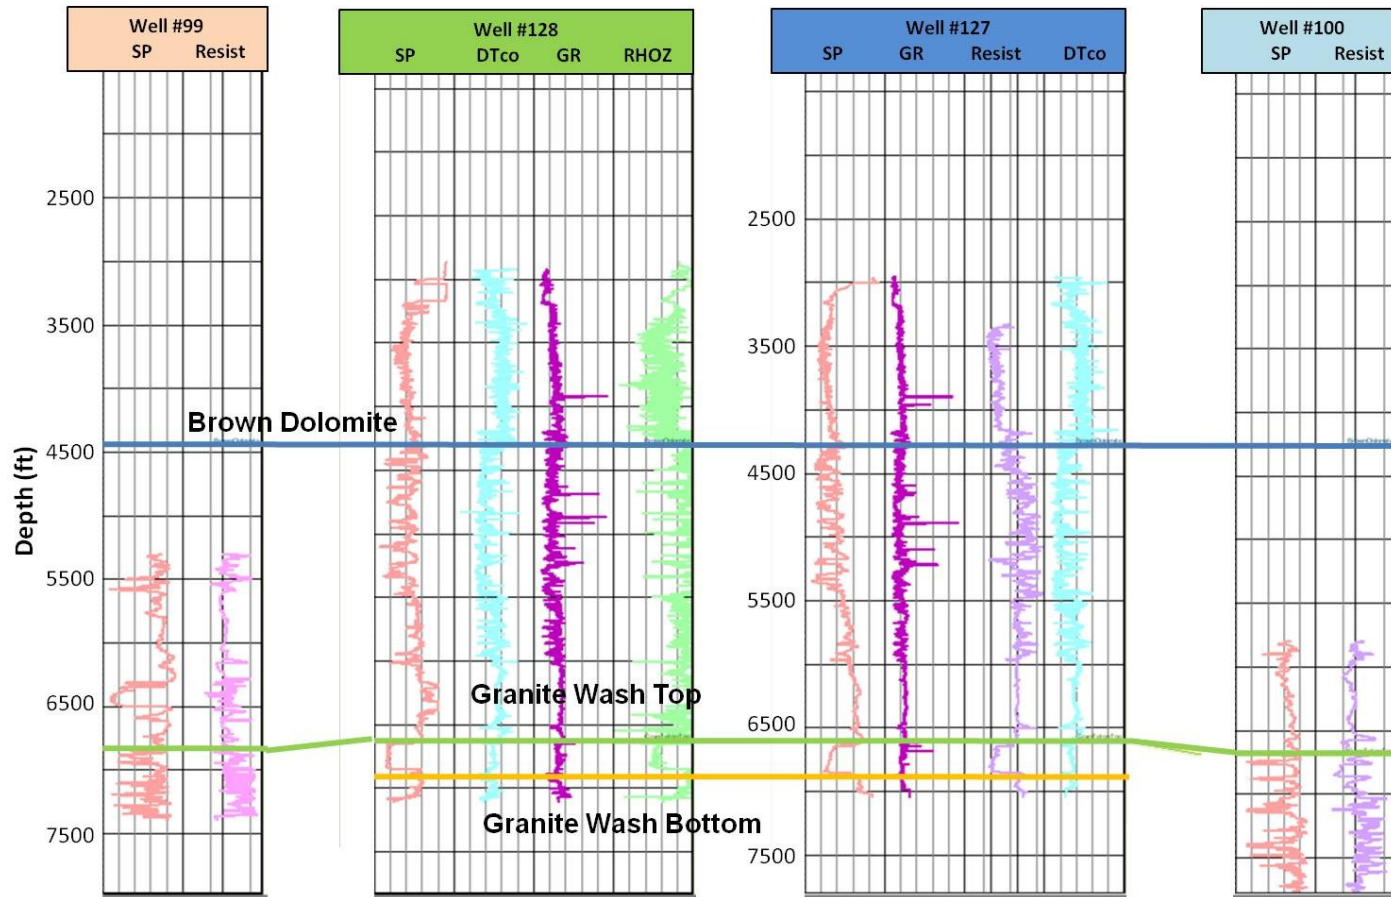 Well #99
SP Resist
Well #128
SP DTco GR RHOZ
Well #127
SP GR Resist DTco
Well #100
SP Resist
Depth (ft)
2500
3500
4500
5500
6500
7500
2500
3500
4500
5500
6500
7500
Brown Dolomite
Granite Wash Top
Granite Wash Bottom